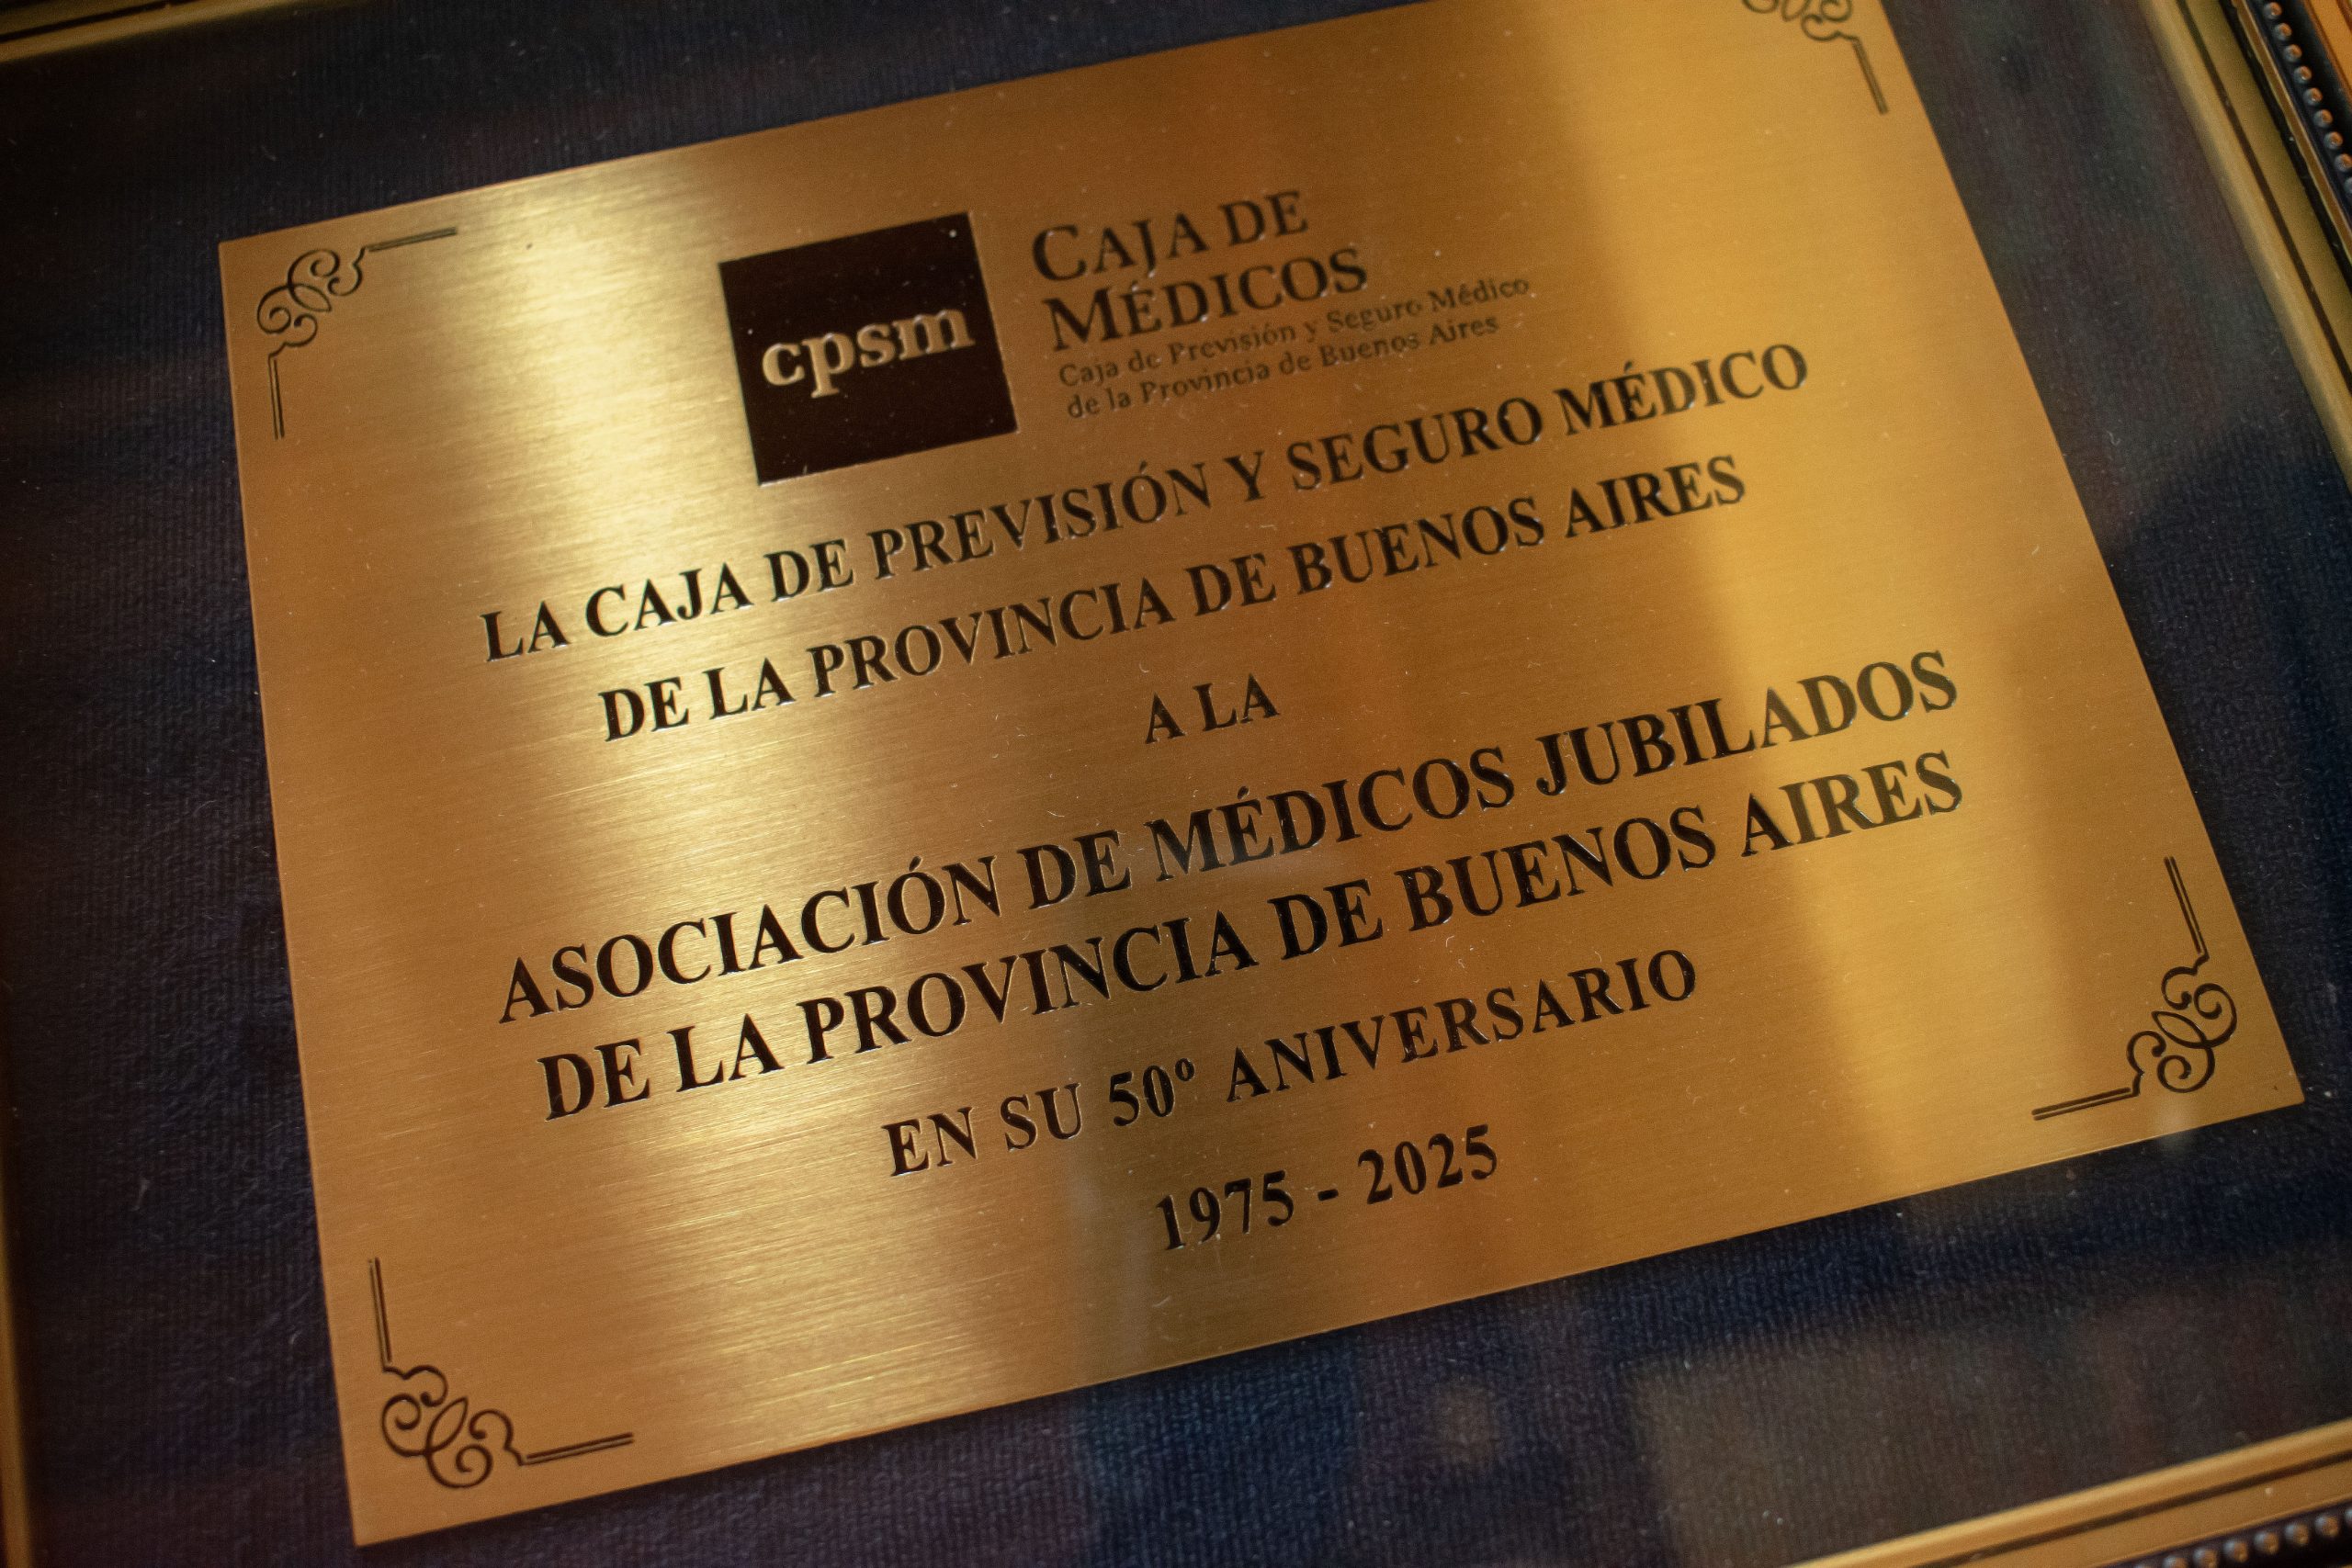 cpsm
CAJA DE
MÉDICOS
Caja de Previsión y Seguro Médico
de la Provincia de Buenos Aires
LA CAJA DE PREVISIÓN Y SEGURO MÉDICO
DE LA PROVINCIA DE BUENOS AIRES
A LA
ASOCIACIÓN DE MÉDICOS JUBILADOS
DE LA PROVINCIA DE BUENOS AIRES
EN SU 50º ANIVERSARIO
1975 - 2025